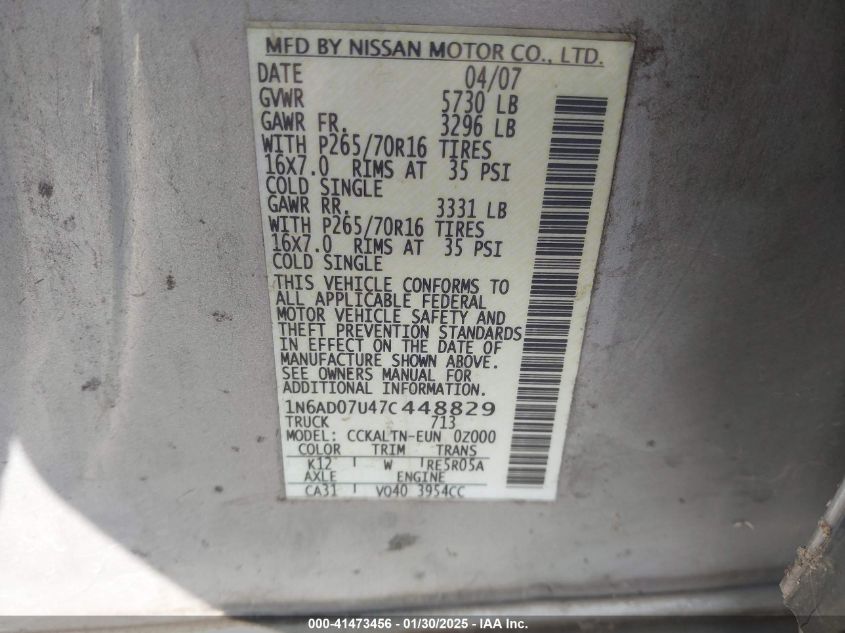 MFD BY NISSAN MOTOR CO., LTD.
DATE 04/07
GVWR 5730 LB
GAWR FR. 3296 LB
WITH P265/70R16 TIRES
16X7.0 RIMS AT 35 PSI
COLD SINGLE
GAWR RR. 3331 LB
WITH P265/70R16 TIRES
16X7.0 RIMS AT 35 PSI
COLD SINGLE
THIS VEHICLE CONFORMS TO
ALL APPLICABLE FEDERAL
MOTOR VEHICLE SAFETY AND
THEFT PREVENTION STANDARDS
IN EFFECT ON THE DATE OF
MANUFACTURE SHOWN ABOVE.
SEE OWNERS MANUAL FOR
ADDITIONAL INFORMATION.
1N6AD07U47C448829
TRUCK 713
MODEL: CCKALTN-EUN 0Z000
COLOR TRIM TRANS
K12 W RE5R05A
AXLE ENGINE
CA31 VQ40 3954CC
000-41473456 — 01/30/2025 — IAA Inc.